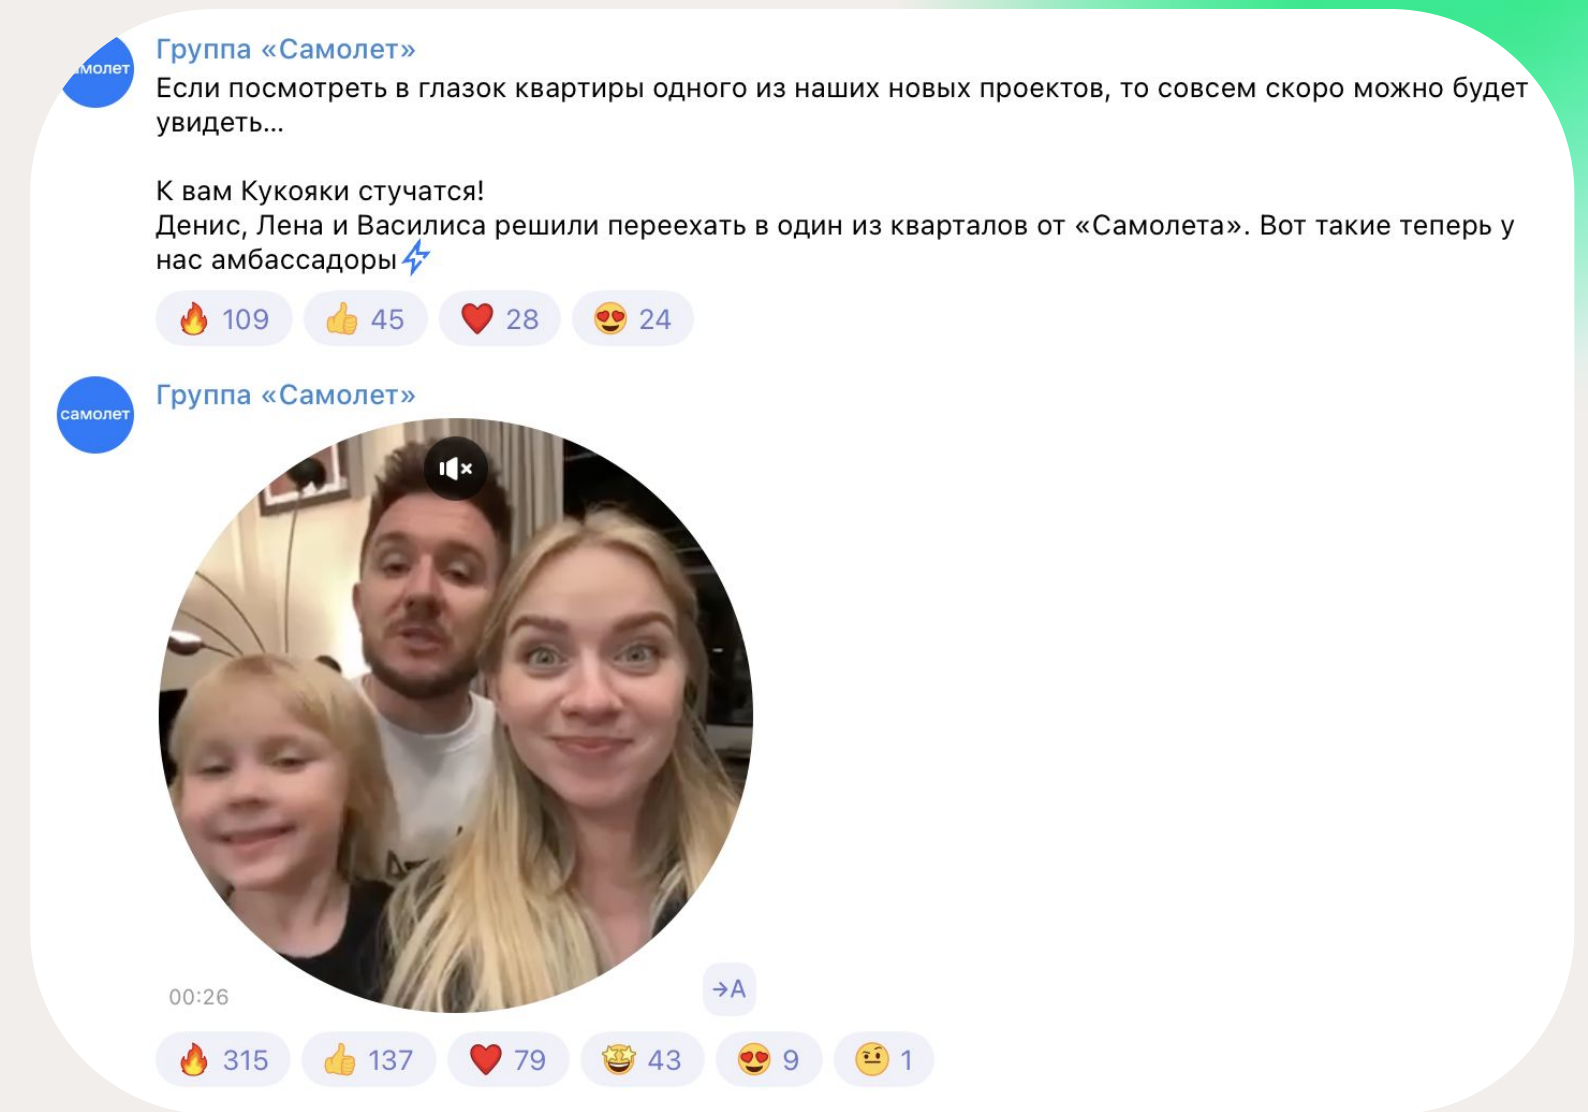 Группа «Самолет»
молет
Если посмотреть в глазок квартиры одного из наших новых проектов, то совсем скоро можно будет
увидеть...
К вам Кукояки стучатся!
Денис, Лена и Василиса решили переехать в один из кварталов от «Самолета». Вот такие теперь у
нас амбассадоры
109 45 28 24
Группа «Самолет»
самолет
00:26
→A
315 137 79 43 9 1